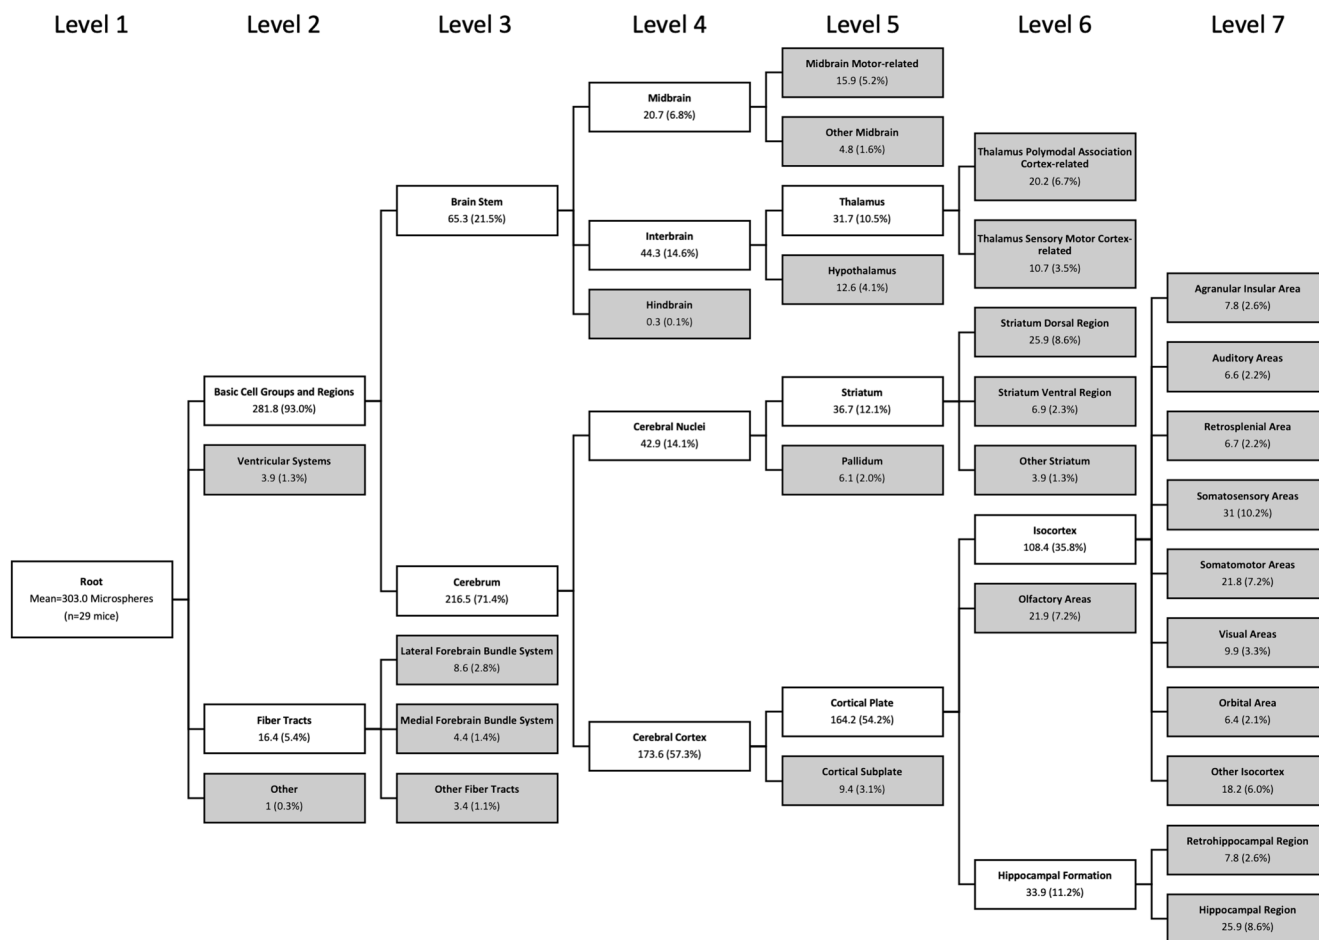 Level 1
Level 2
Level 3
Level 4
Level 5
Level 6
Level 7
Root
Mean=303.0 Microspheres
(n=29 mice)
Basic Cell Groups and Regions
281.8 (93.0%)
Ventricular Systems
3.9 (1.3%)
Fiber Tracts
16.4 (5.4%)
Other
1 (0.3%)
Brain Stem
65.3 (21.5%)
Cerebrum
216.5 (71.4%)
Lateral Forebrain Bundle System
8.6 (2.8%)
Medial Forebrain Bundle System
4.4 (1.4%)
Other Fiber Tracts
3.4 (1.1%)
Midbrain
20.7 (6.8%)
Interbrain
44.3 (14.6%)
Hindbrain
0.3 (0.1%)
Cerebral Nuclei
42.9 (14.1%)
Cerebral Cortex
173.6 (57.3%)
Midbrain Motor-related
15.9 (5.2%)
Other Midbrain
4.8 (1.6%)
Thalamus
31.7 (10.5%)
Hypothalamus
12.6 (4.1%)
Striatum
36.7 (12.1%)
Pallidum
6.1 (2.0%)
Cortical Plate
164.2 (54.2%)
Cortical Subplate
9.4 (3.1%)
Thalamus Polymodal Association
Cortex-related
20.2 (6.7%)
Thalamus Sensory Motor Cortex-
related
10.7 (3.5%)
Striatum Dorsal Region
25.9 (8.6%)
Striatum Ventral Region
6.9 (2.3%)
Other Striatum
3.9 (1.3%)
Isocortex
108.4 (35.8%)
Olfactory Areas
21.9 (7.2%)
Hippocampal Formation
33.9 (11.2%)
Agranular Insular Area
7.8 (2.6%)
Auditory Areas
6.6 (2.2%)
Retrosplenial Area
6.7 (2.2%)
Somatosensory Areas
31 (10.2%)
Somatomotor Areas
21.8 (7.2%)
Visual Areas
9.9 (3.3%)
Orbital Area
6.4 (2.1%)
Other Isocortex
18.2 (6.0%)
Retrohippocampal Region
7.8 (2.6%)
Hippocampal Region
25.9 (8.6%)